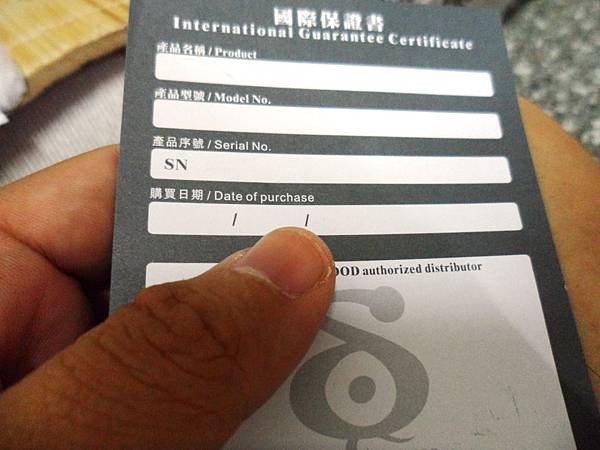 國際保證書
International Guarantee Certificate
產品名稱 / Product
產品型號 / Model No.
產品序號 / Serial No.
SN
購買日期 / Date of purchase
/ /
OOD authorized distributor